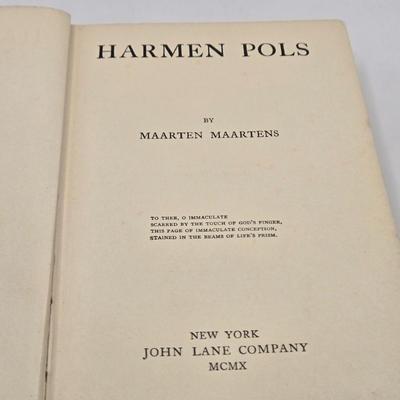 HARMEN POLS
BY
MAARTEN MAARTENS
TO THEE, O IMMACULATE
SCARRED BY THE TOUCH OF GOD'S FINGER,
THIS PAGE OF IMMACULATE CONCEPTION,
STAINED IN THE BEAMS OF LIFE'S PRISM.
NEW YORK
JOHN LANE COMPANY
MCMX